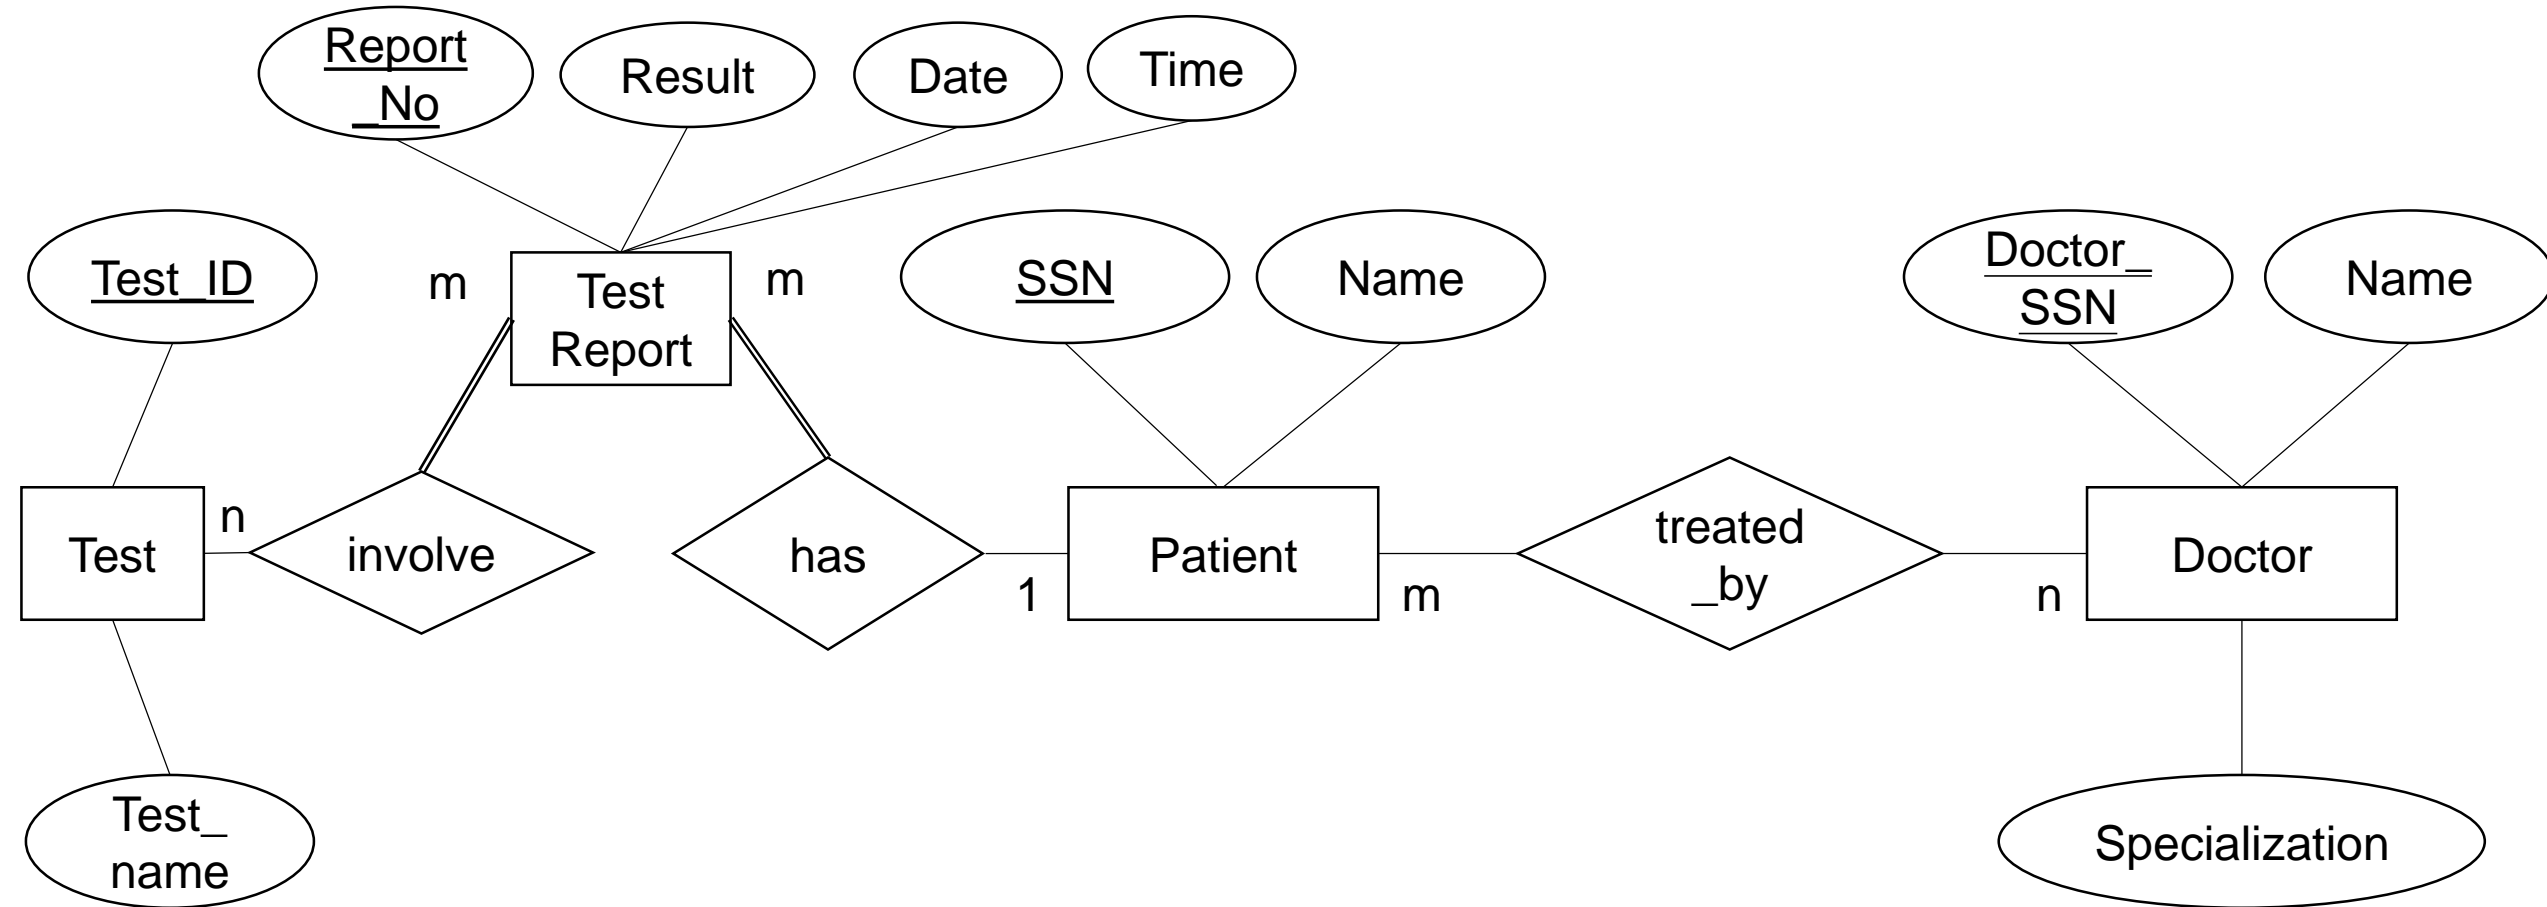 Report
_No
Result
Date
Time
Test_ID
m
Test
Report
m
SSN
Name
Doctor_
SSN
Name
Test
n
involve
has
1
Patient
m
treated
_by
n
Doctor
Test_
name
Specialization